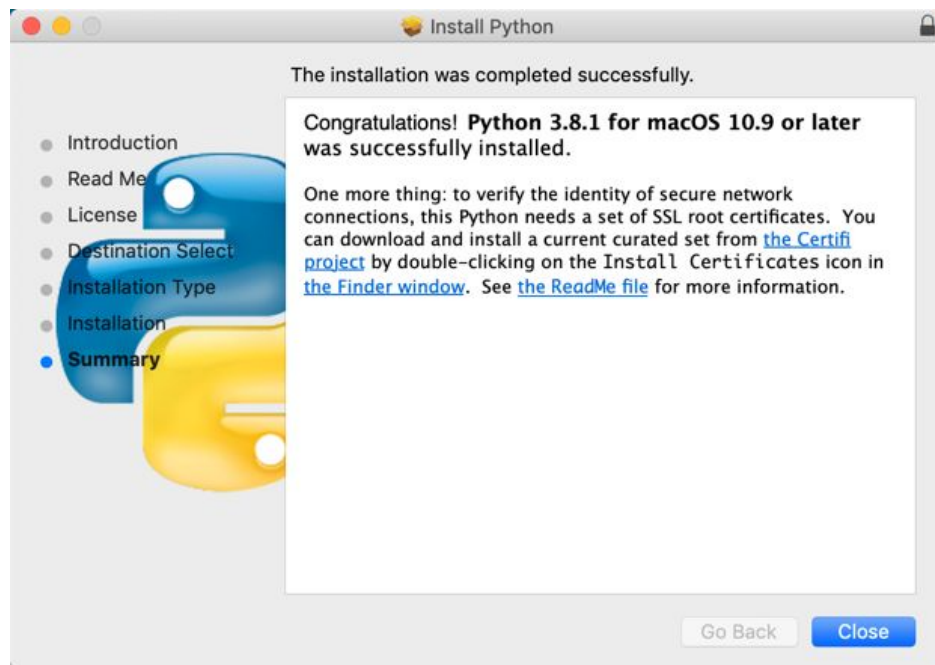 Install Python
The installation was completed successfully.
Introduction
Read Me
License
Destination Select
Installation Type
Installation
Summary
Congratulations! Python 3.8.1 for macOS 10.9 or later
was successfully installed.
One more thing: to verify the identity of secure network
connections, this Python needs a set of SSL root certificates. You
can download and install a current curated set from the Certifi
project by double-clicking on the Install Certificates icon in
the Finder window. See the ReadMe file for more information.
Go Back
Close